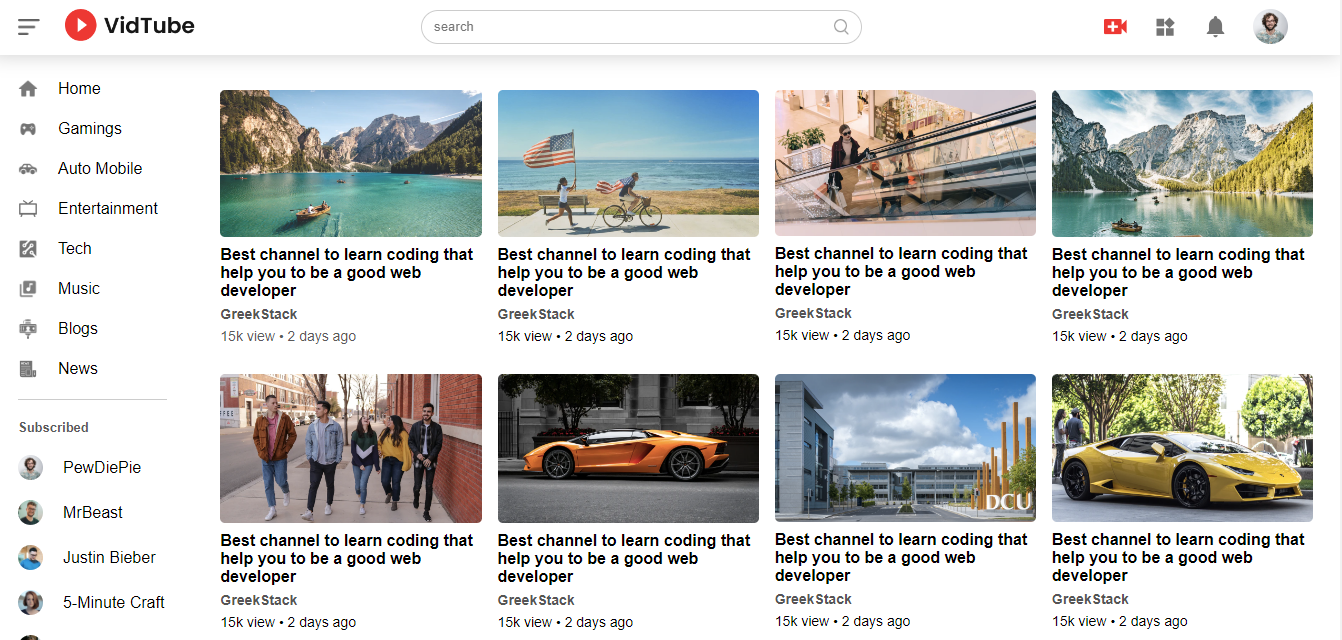 VidTube
search
Home
Gamings
Auto Mobile
Entertainment
Tech
Music
Blogs
News
Subscribed
PewDiePie
MrBeast
Justin Bieber
5-Minute Craft
Best channel to learn coding that
help you to be a good web
developer
GreekStack
15k view • 2 days ago
Best channel to learn coding that
help you to be a good web
developer
GreekStack
15k view • 2 days ago
Best channel to learn coding that
help you to be a good web
developer
GreekStack
15k view • 2 days ago
Best channel to learn coding that
help you to be a good web
developer
GreekStack
15k view • 2 days ago
FFEE
Best channel to learn coding that
help you to be a good web
developer
GreekStack
15k view • 2 days ago
Best channel to learn coding that
help you to be a good web
developer
GreekStack
15k view • 2 days ago
DCU
Best channel to learn coding that
help you to be a good web
developer
GreekStack
15k view • 2 days ago
Best channel to learn coding that
help you to be a good web
developer
GreekStack
15k view • 2 days ago